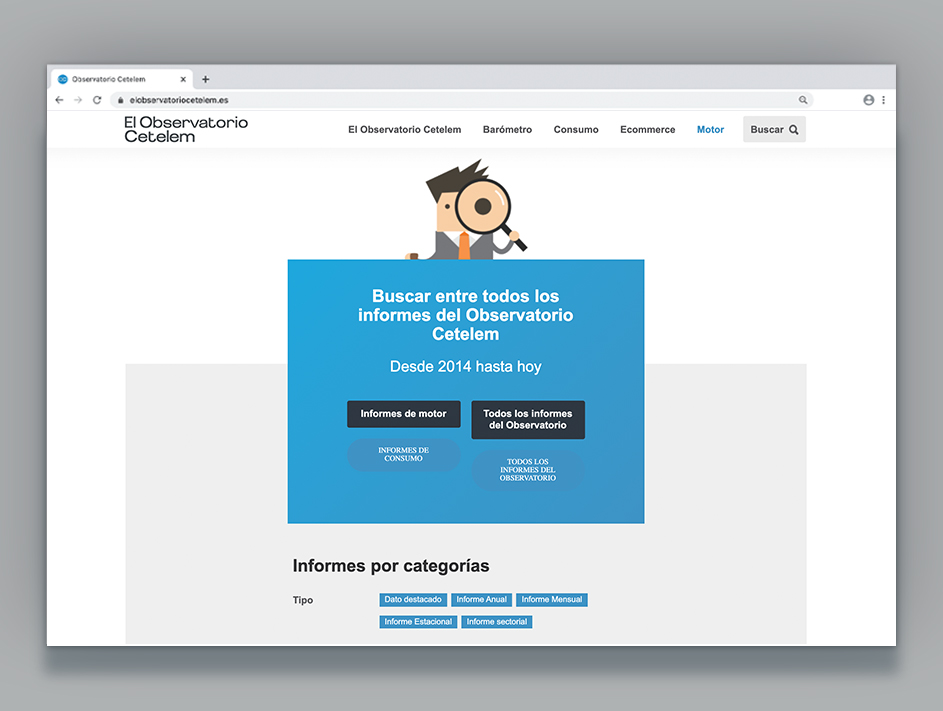 Observatorio Cetelem
elobservatoriocetelem.es
El Observatorio
Cetelem
El Observatorio Cetelem
Barómetro
Consumo
Ecommerce
Motor
Buscar
Buscar entre todos los
informes del Observatorio
Cetelem
Desde 2014 hasta hoy
Informes de motor
Todos los informes
del Observatorio
INFORMES DE
CONSUMO
TODOS LOS
INFORMES DEL
OBSERVATORIO
Informes por categorías
Tipo
Dato destacado
Informe Anual
Informe Mensual
Informe Estacional
Informe sectorial